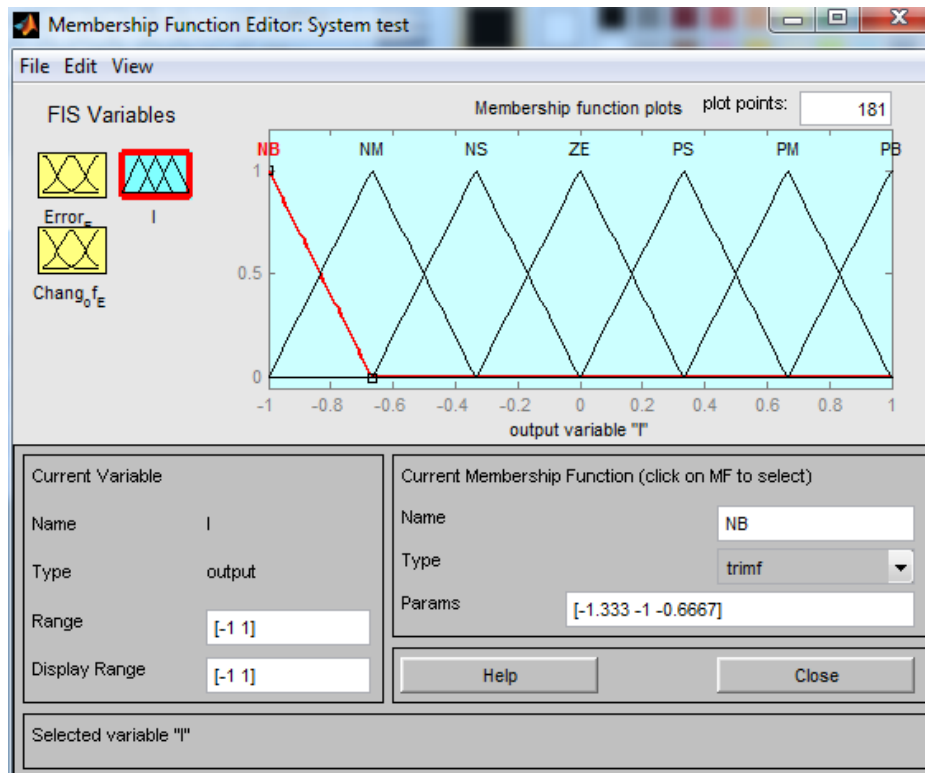 Membership Function Editor: System test
File Edit View
FIS Variables
Membership function plots plot points: 181
NB NM NS ZE PS PM PB
1
0.5
0
-1 -0.8 -0.6 -0.4 -0.2 0 0.2 0.4 0.6 0.8 1
output variable "I"
Error_E I
Chang_of_E
Current Variable
Name I
Type output
Range [-1 1]
Display Range [-1 1]
Current Membership Function (click on MF to select)
Name NB
Type trimf
Params [-1.333 -1 -0.6667]
Help Close
Selected variable "I"